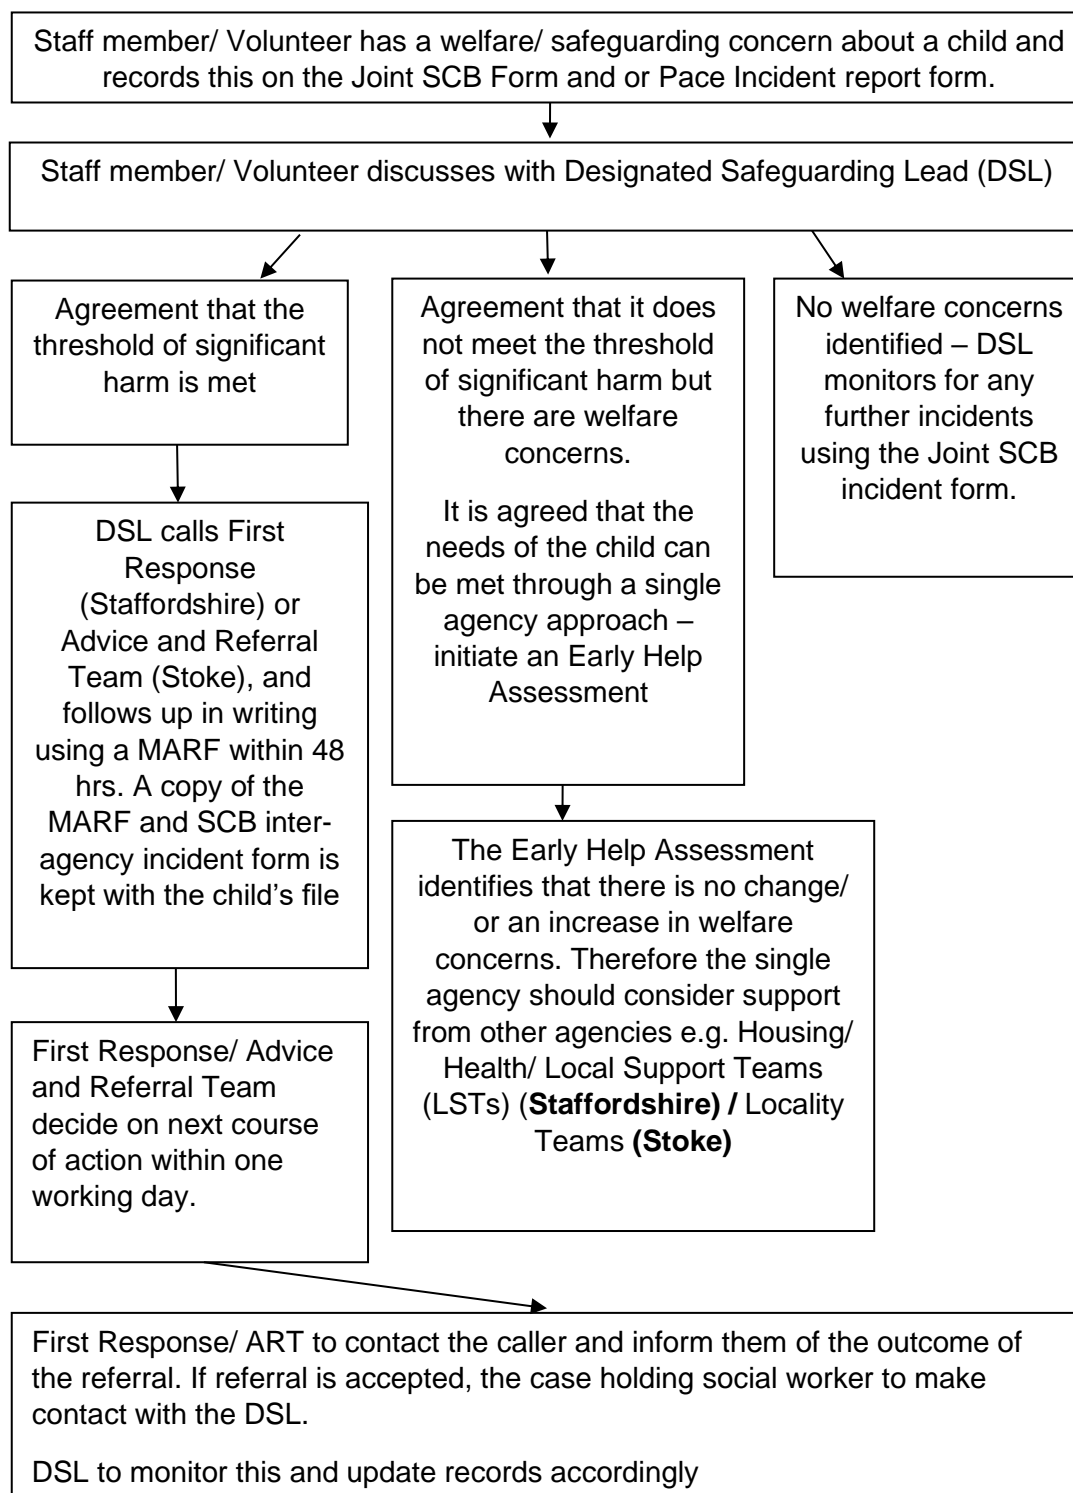 Staff member/ Volunteer has a welfare/ safeguarding concern about a child and
records this on the Joint SCB Form and or Pace Incident report form.
Staff member/ Volunteer discusses with Designated Safeguarding Lead (DSL)
Agreement that the
threshold of significant
harm is met
Agreement that it does
not meet the threshold
of significant harm but
there are welfare
concerns.
It is agreed that the
needs of the child can
be met through a single
agency approach –
initiate an Early Help
Assessment
No welfare concerns
identified – DSL
monitors for any
further incidents
using the Joint SCB
incident form.
DSL calls First
Response
(Staffordshire) or
Advice and Referral
Team (Stoke), and
follows up in writing
using a MARF within 48
hrs. A copy of the
MARF and SCB inter-
agency incident form is
kept with the child’s file
The Early Help Assessment
identifies that there is no change/
or an increase in welfare
concerns. Therefore the single
agency should consider support
from other agencies e.g. Housing/
Health/ Local Support Teams
(LSTs) (Staffordshire) / Locality
Teams (Stoke)
First Response/ Advice
and Referral Team
decide on next course
of action within one
working day.
First Response/ ART to contact the caller and inform them of the outcome of
the referral. If referral is accepted, the case holding social worker to make
contact with the DSL.
DSL to monitor this and update records accordingly